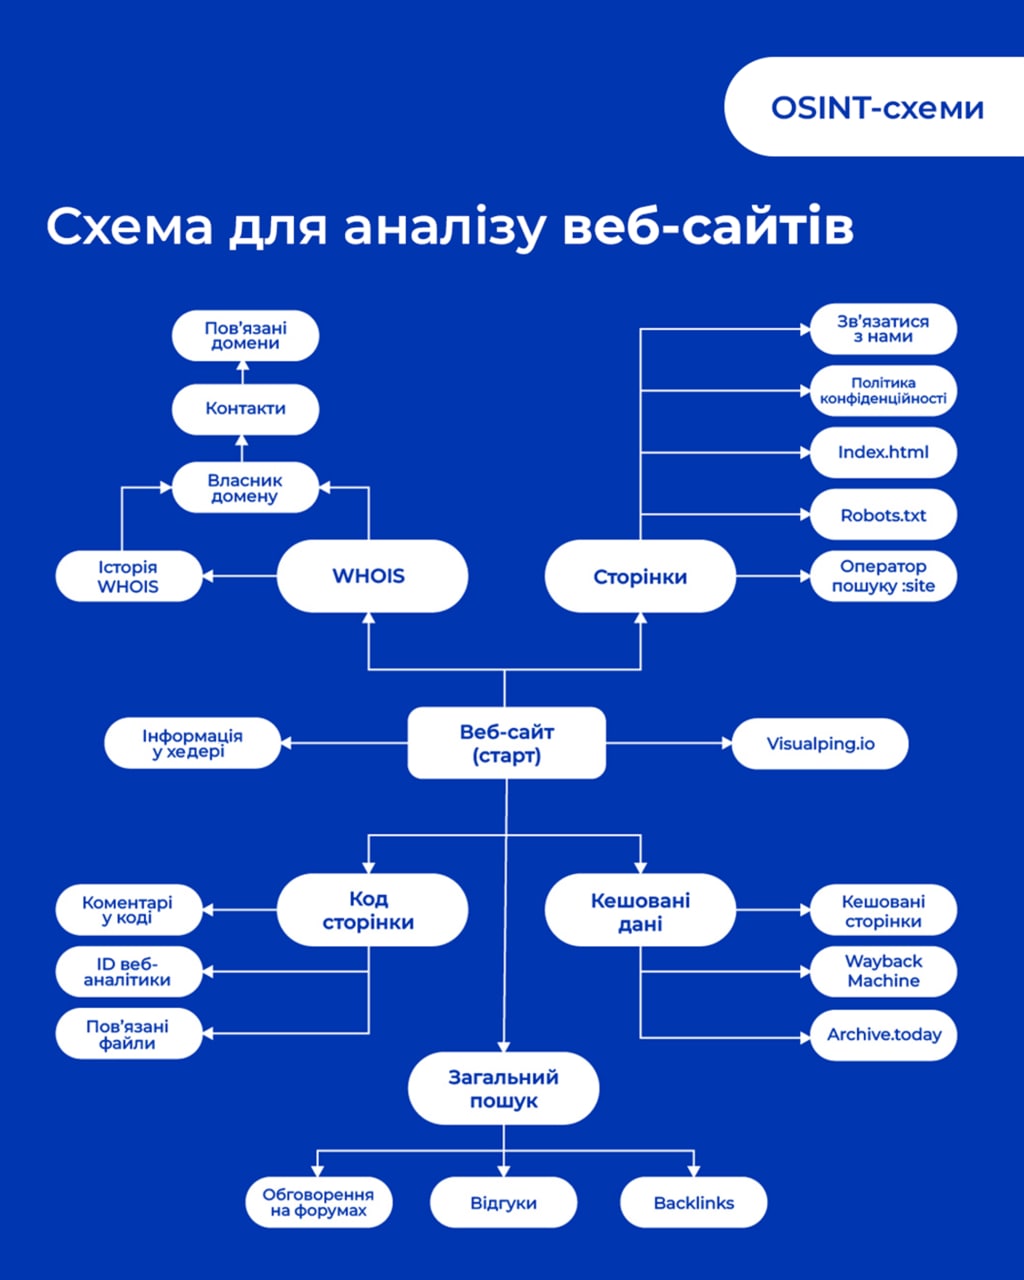 OSINT-схеми
Схема для аналізу веб-сайтів
Пов'язані
домени
Контакти
Власник
домену
Історія
WHOIS
WHOIS
Сторінки
Зв'язатися
з нами
Політика
конфіденційності
Index.html
Robots.txt
Оператор
пошуку :site
Інформація
у хедері
Веб-сайт
(старт)
Visualping.io
Код
сторінки
Коментарі
у коді
ID веб-
аналітики
Пов'язані
файли
Кешовані
дані
Кешовані
сторінки
Wayback
Machine
Archive.today
Загальний
пошук
Обговорення
на форумах
Відгуки
Backlinks